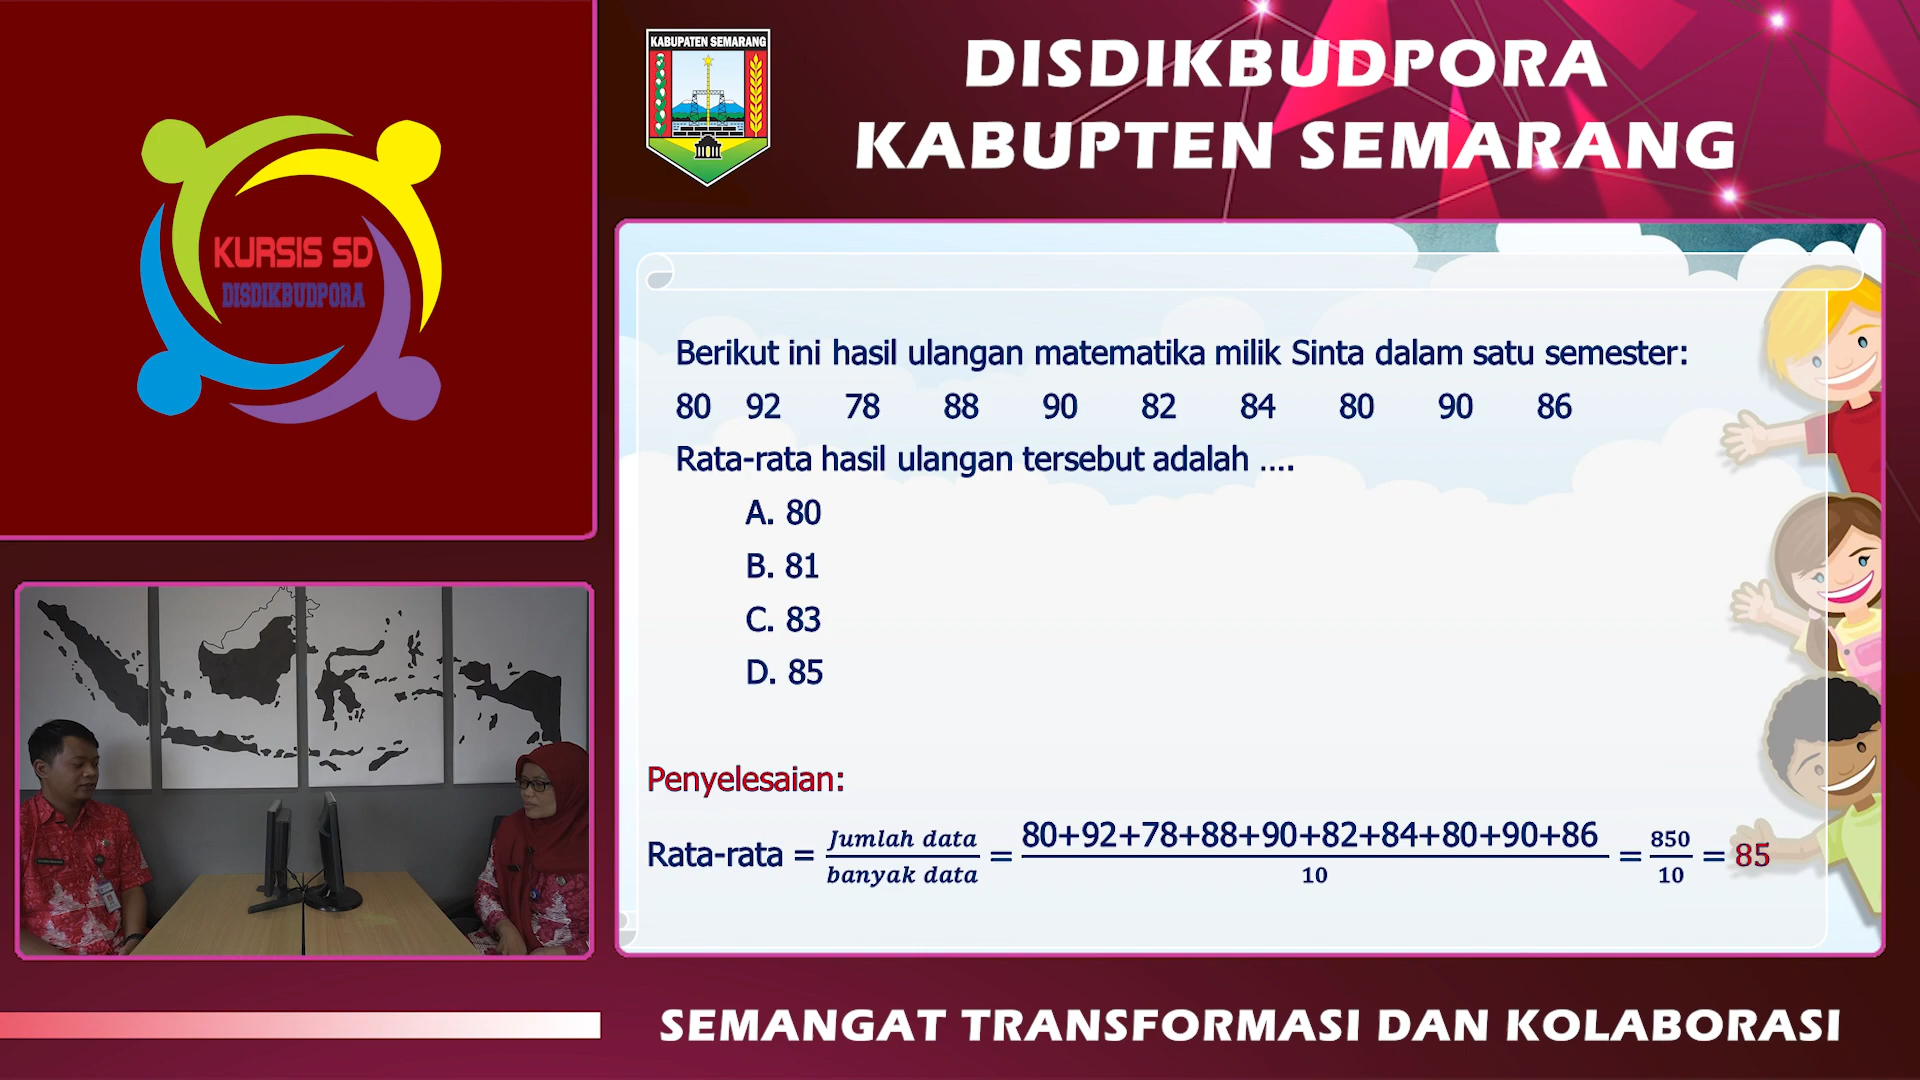 KURSIS SD
DISDIKBUDPORA
KABUPATEN SEMARANG
DISDIKBUDPORA
KABUPTEN SEMARANG
Berikut ini hasil ulangan matematika milik Sinta dalam satu semester:
80 92 78 88 90 82 84 80 90 86
Rata-rata hasil ulangan tersebut adalah ....
A. 80
B. 81
C. 83
D. 85
Penyelesaian:
Rata-rata = Jumlah data / banyak data = 80+92+78+88+90+82+84+80+90+86 / 10 = 850 / 10 = 85
SEMANGAT TRANSFORMASI DAN KOLABORASI